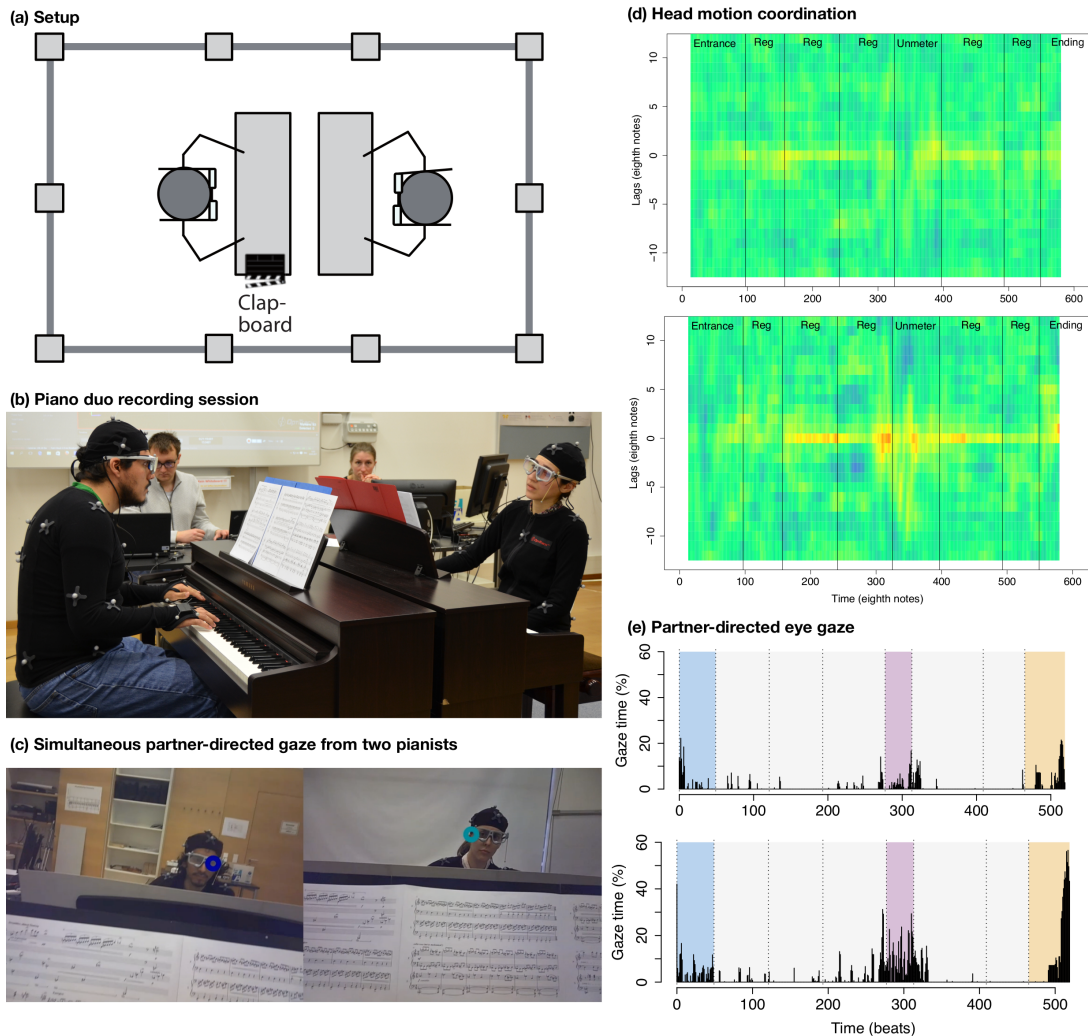 (a) Setup
Clap-
board
(b) Piano duo recording session
(c) Simultaneous partner-directed gaze from two pianists
(d) Head motion coordination
Entrance Reg Reg Reg Unmeter Reg Reg Ending
Lags (eighth notes)
10
5
0
−5
−10
0 100 200 300 400 500 600
Entrance Reg Reg Reg Unmeter Reg Reg Ending
Lags (eighth notes)
10
5
0
−5
−10
0 100 200 300 400 500 600
Time (eighth notes)
(e) Partner-directed eye gaze
Gaze time (%)
60
40
20
0
0 100 200 300 400 500
Gaze time (%)
60
40
20
0
0 100 200 300 400 500
Time (beats)